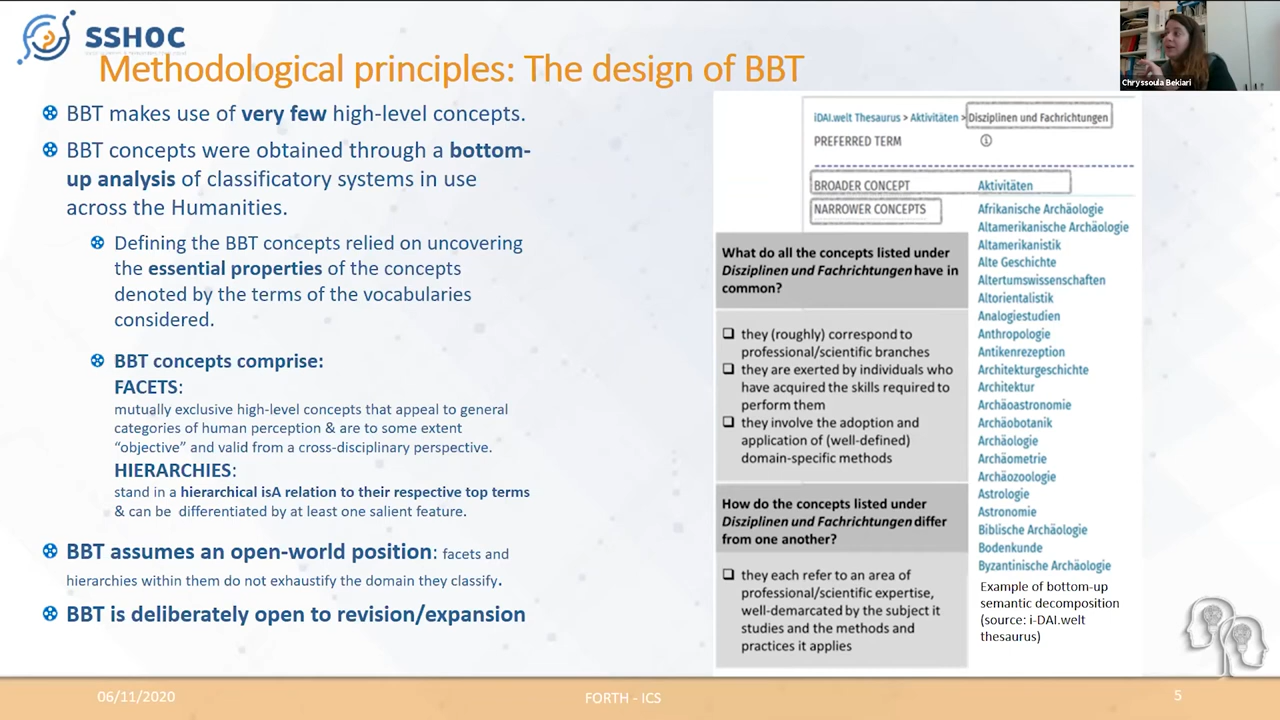 SSHOC
Methodological principles: The design of BBT
BBT makes use of very few high-level concepts.
BBT concepts were obtained through a bottom-
up analysis of classificatory systems in use
across the Humanities.
Defining the BBT concepts relied on uncovering
the essential properties of the concepts
denoted by the terms of the vocabularies
considered.
BBT concepts comprise:
FACETS:
mutually exclusive high-level concepts that appeal to general
categories of human perception & are to some extent
“objective” and valid from a cross-disciplinary perspective.
HIERARCHIES:
stand in a hierarchical isA relation to their respective top terms
& can be differentiated by at least one salient feature.
BBT assumes an open-world position: facets and
hierarchies within them do not exhaustify the domain they classify.
BBT is deliberately open to revision/expansion
Chryssoula Bekiari
iDAI.welt Thesaurus > Aktivitäten > Disziplinen und Fachrichtungen
PREFERRED TERM
BROADER CONCEPT Aktivitäten
NARROWER CONCEPTS Afrikanische Archäologie
Altamerikanische Archäologie
Altamerikanistik
Alte Geschichte
Altertumswissenschaften
Altorientalistik
Analogiestudien
Anthropologie
Antikenrezeption
Architekturgeschichte
Architektur
Archäoastronomie
Archäobotanik
Archäologie
Archäometrie
Archäozoologie
Astrologie
Astronomie
Biblische Archäologie
Bodenkunde
Byzantinische Archäologie
What do all the concepts listed under
Disziplinen und Fachrichtungen have in
common?
they (roughly) correspond to
professional/scientific branches
they are exerted by individuals who
have acquired the skills required to
perform them
they involve the adoption and
application of (well-defined)
domain-specific methods
How do the concepts listed under
Disziplinen und Fachrichtungen differ
from one another?
they each refer to an area of
professional/scientific expertise,
well-demarcated by the subject it
studies and the methods and
practices it applies
Example of bottom-up
semantic decomposition
(source: i-DAI.welt
thesaurus)
06/11/2020
FORTH - ICS
5